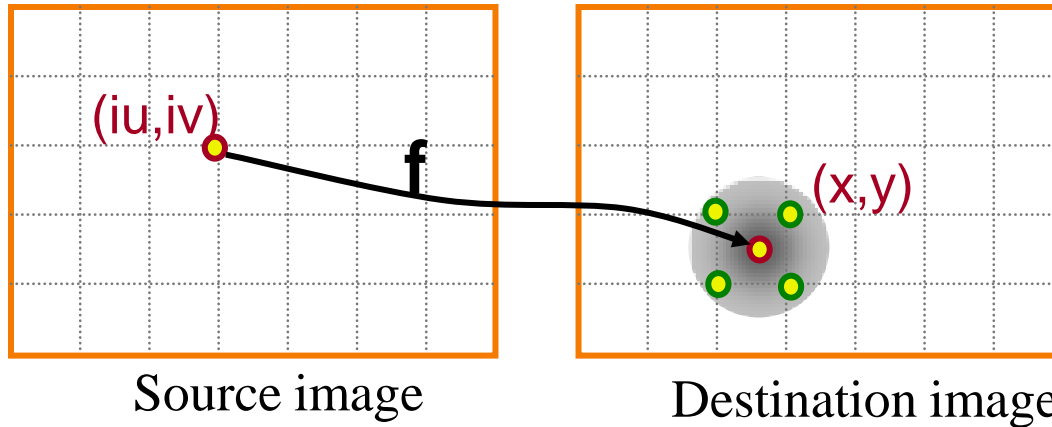 (iu,iv)
f
(x,y)
Source image
Destination image